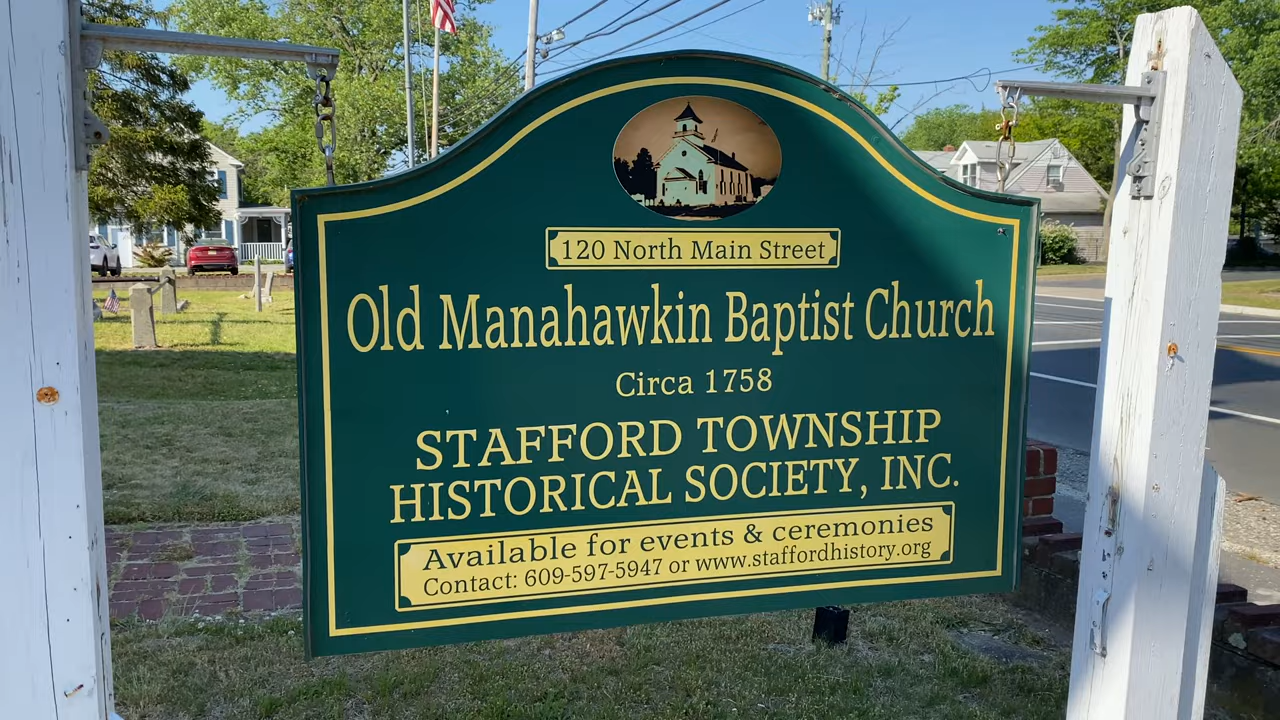 120 North Main Street
Old Manahawkin Baptist Church
Circa 1758
STAFFORD TOWNSHIP
HISTORICAL SOCIETY, INC.
Available for events & ceremonies
Contact: 609-597-5947 or www.staffordhistory.org